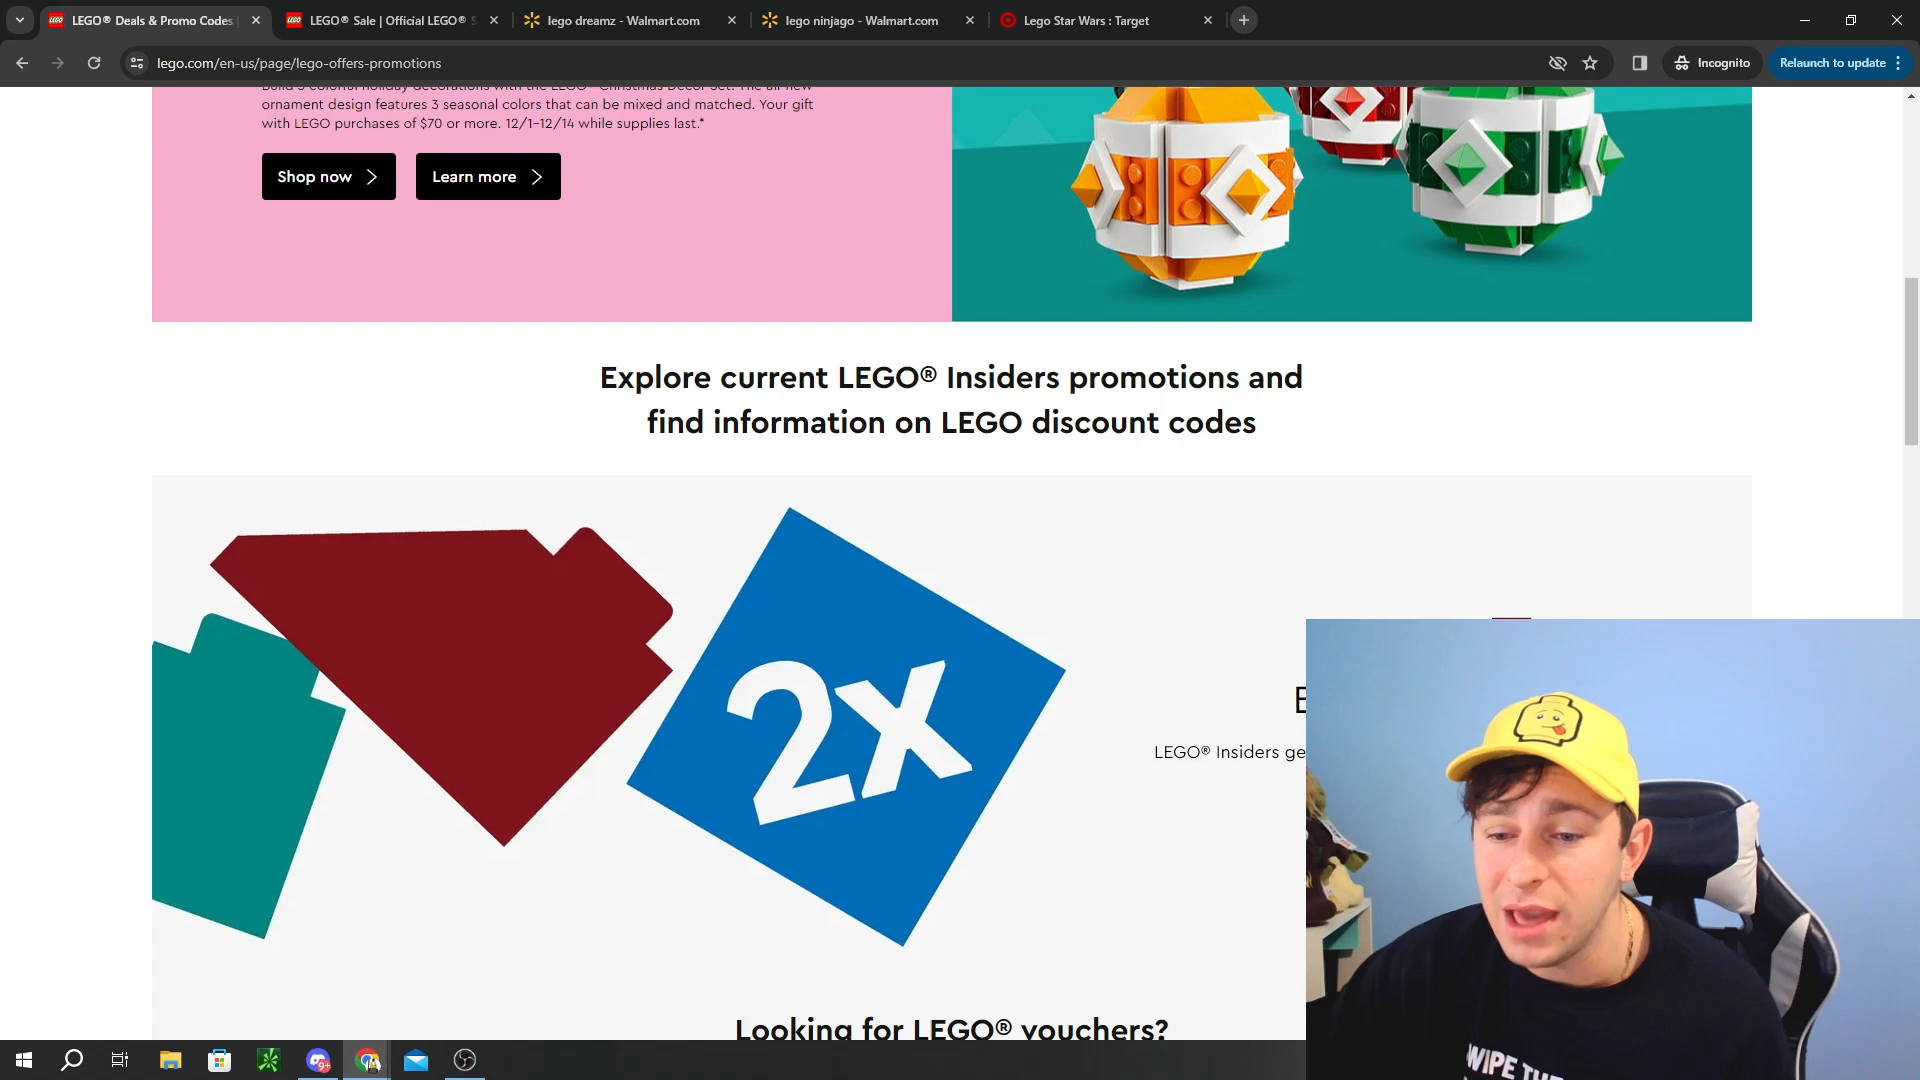 LEGO® Deals & Promo Codes
LEGO® Sale | Official LEGO®
lego dreamz - Walmart.com
lego ninjago - Walmart.com
Lego Star Wars : Target
lego.com/en-us/page/lego-offers-promotions
Incognito
Relaunch to update
Build 3 colorful holiday decorations with the LEGO® Christmas Decor Set. The all-new
ornament design features 3 seasonal colors that can be mixed and matched. Your gift
with LEGO purchases of $70 or more. 12/1-12/14 while supplies last.*
Shop now
Learn more
Explore current LEGO® Insiders promotions and
find information on LEGO discount codes
2x
LEGO® Insiders ge
Looking for LEGO® vouchers?
9+
WIPE THE